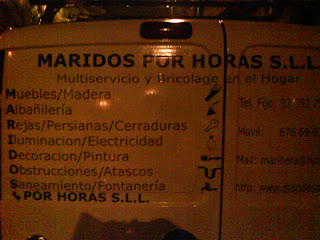 MARIDOS POR HORAS S.L.L.
Multiservicio y Bricolage en el Hogar
Muebles/Madera
Albañilería
Rejas/Persianas/Cerraduras
Iluminacion/Electricidad
Decoracion/Pintura
Obstrucciones/Atascos
Saneamiento/Fontanería
POR HORAS S.L.L.
Tel. Fijo: 93
Movil: 676 69
Mail:
http: www.